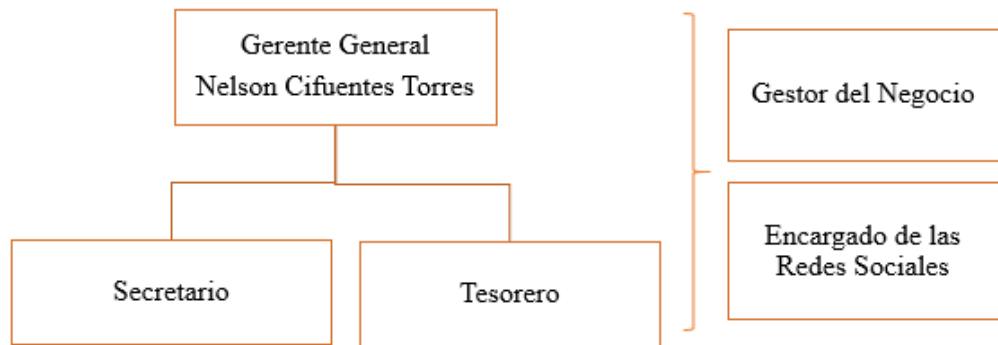 Gerente General
Nelson Cifuentes Torres
Secretario
Tesorero
Gestor del Negocio
Encargado de las
Redes Sociales